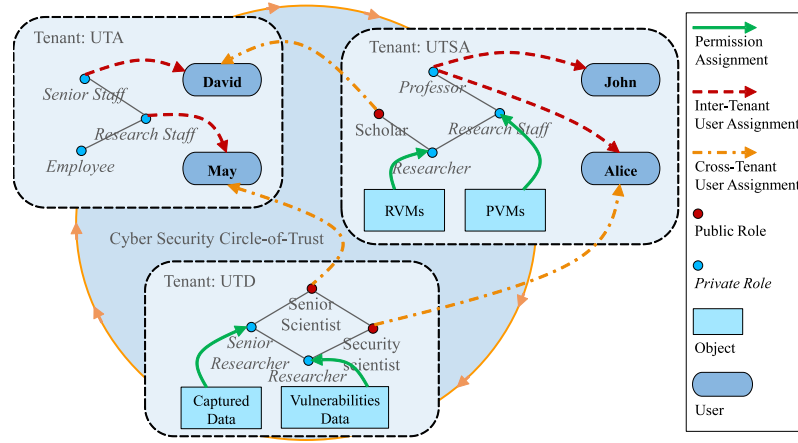 Tenant: UTA
David
Senior Staff
Research Staff
Employee
May
Tenant: UTSA
Professor
John
Scholar
Research Staff
Researcher
Alice
RVMs
PVMs
Cyber Security Circle-of-Trust
Tenant: UTD
Senior
Scientist
Senior
Researcher
Security
scientist
Researcher
Captured
Data
Vulnerabilities
Data
Permission
Assignment
Inter-Tenant
User Assignment
Cross-Tenant
User Assignment
Public Role
Private Role
Object
User